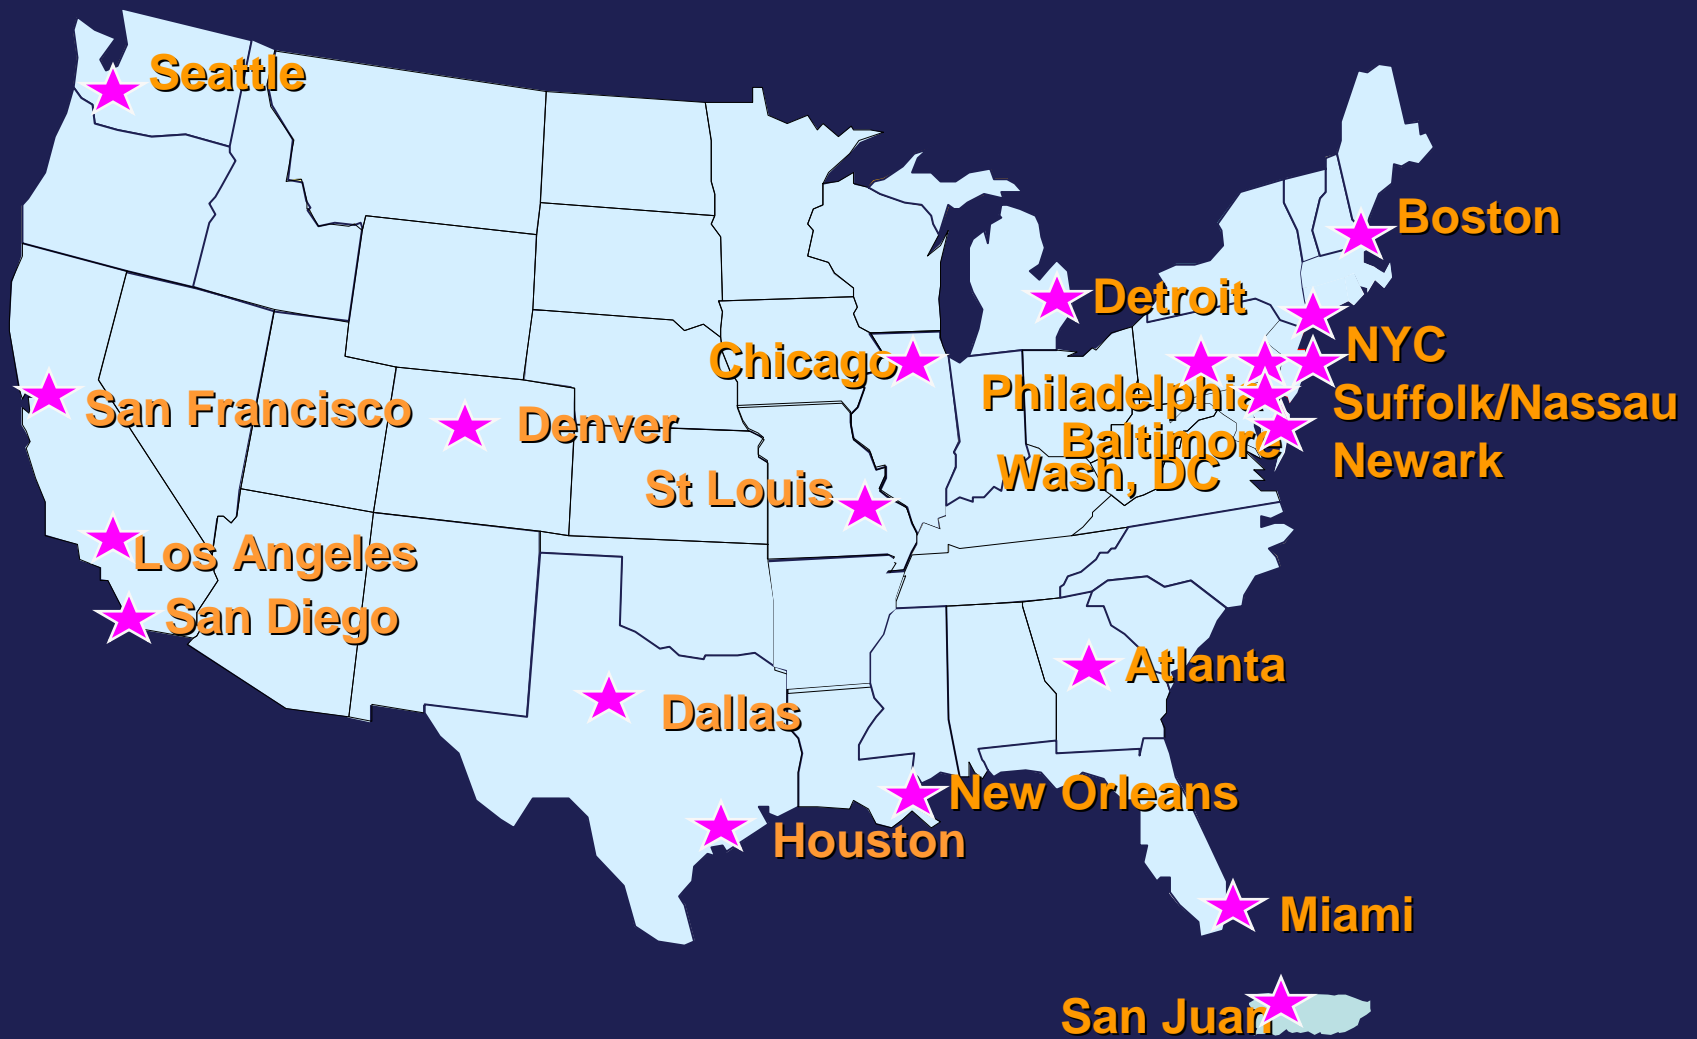 Seattle
Boston
Detroit
NYC
Chicago
Philadelphia
San Francisco
Suffolk/Nassau
Denver
Baltimore
Newark
Wash, DC
St Louis
Los Angeles
San Diego
Atlanta
Dallas
New Orleans
Houston
Miami
San Juan